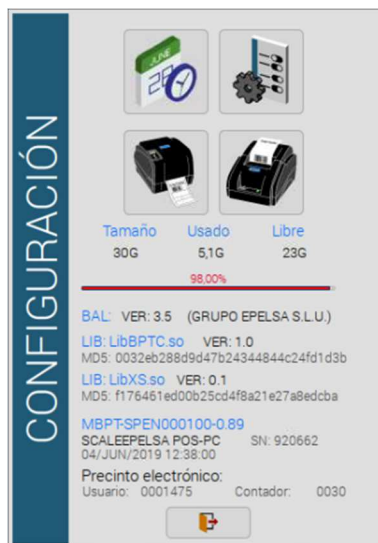 CONFIGURACIÓN
JUNE
28
Tamaño Usado Libre
30G 5,1G 23G
98,00%
BAL: VER: 3.5 (GRUPO EPELSA S.L.U.)
LIB: LibBPTC.so VER: 1.0
MD5: 0032eb288d9d47b24344844c24fd1d3b
LIB: LibXS.so VER: 0.1
MD5: f176461ed00b25cd4f8a21e27a8edcba
MBPT-SPEN000100-0.89
SCALEEPELSA POS-PC SN: 920662
04/JUN/2019 12:38:00
Precinto electrónico:
Usuario: 0001475 Contador: 0030